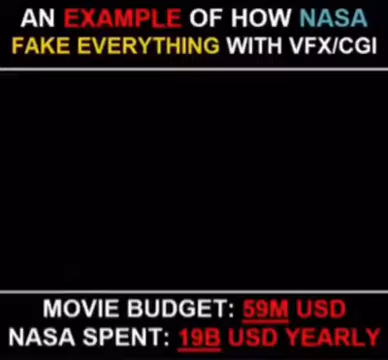 AN EXAMPLE OF HOW NASA
FAKE EVERYTHING WITH VFX/CGI
MOVIE BUDGET: 59M USD
NASA SPENT: 19B USD YEARLY